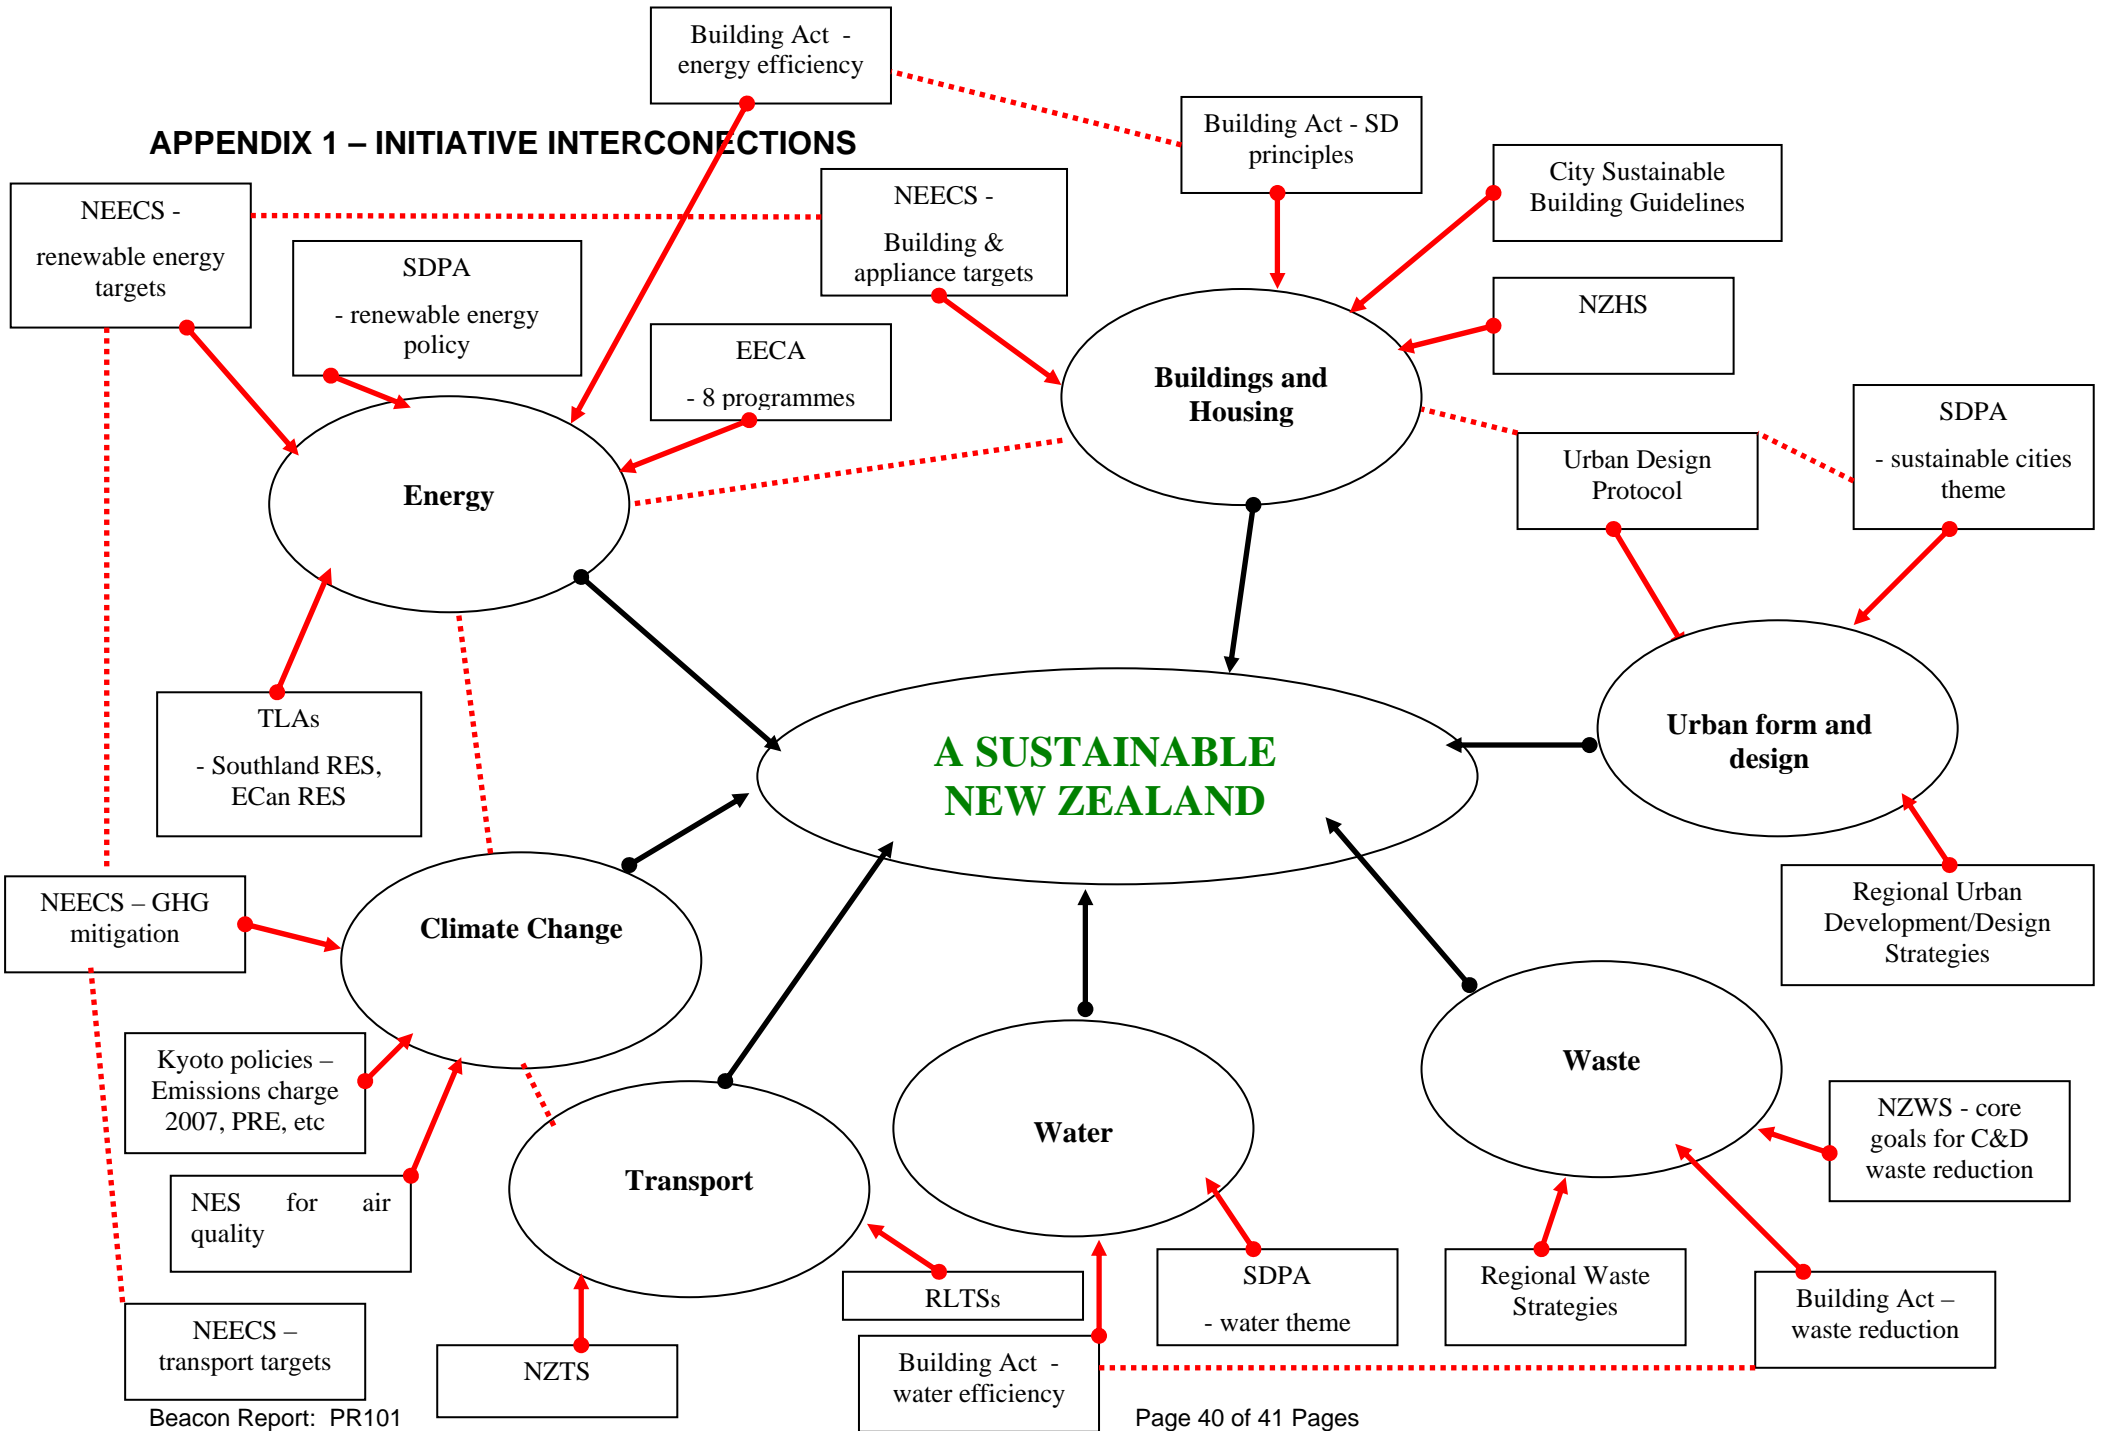 Building Act -
energy efficiency
APPENDIX 1 – INITIATIVE INTERCONECTIONS
Building Act - SD
principles
City Sustainable
Building Guidelines
NEECS -
renewable energy
targets
SDPA
- renewable energy
policy
NEECS -
Building &
appliance targets
EECA
- 8 programmes
NZHS
Buildings and
Housing
SDPA
- sustainable cities
theme
Urban Design
Protocol
Energy
TLAs
- Southland RES,
ECan RES
A SUSTAINABLE
NEW ZEALAND
Urban form and
design
NEECS – GHG
mitigation
Climate Change
Regional Urban
Development/Design
Strategies
Kyoto policies –
Emissions charge
2007, PRE, etc
NES for air
quality
Transport
Water
Waste
NZWS - core
goals for C&D
waste reduction
NEECS –
transport targets
NZTS
RLTSs
Building Act -
water efficiency
SDPA
- water theme
Regional Waste
Strategies
Building Act –
waste reduction
Beacon Report: PR101
Page 40 of 41 Pages